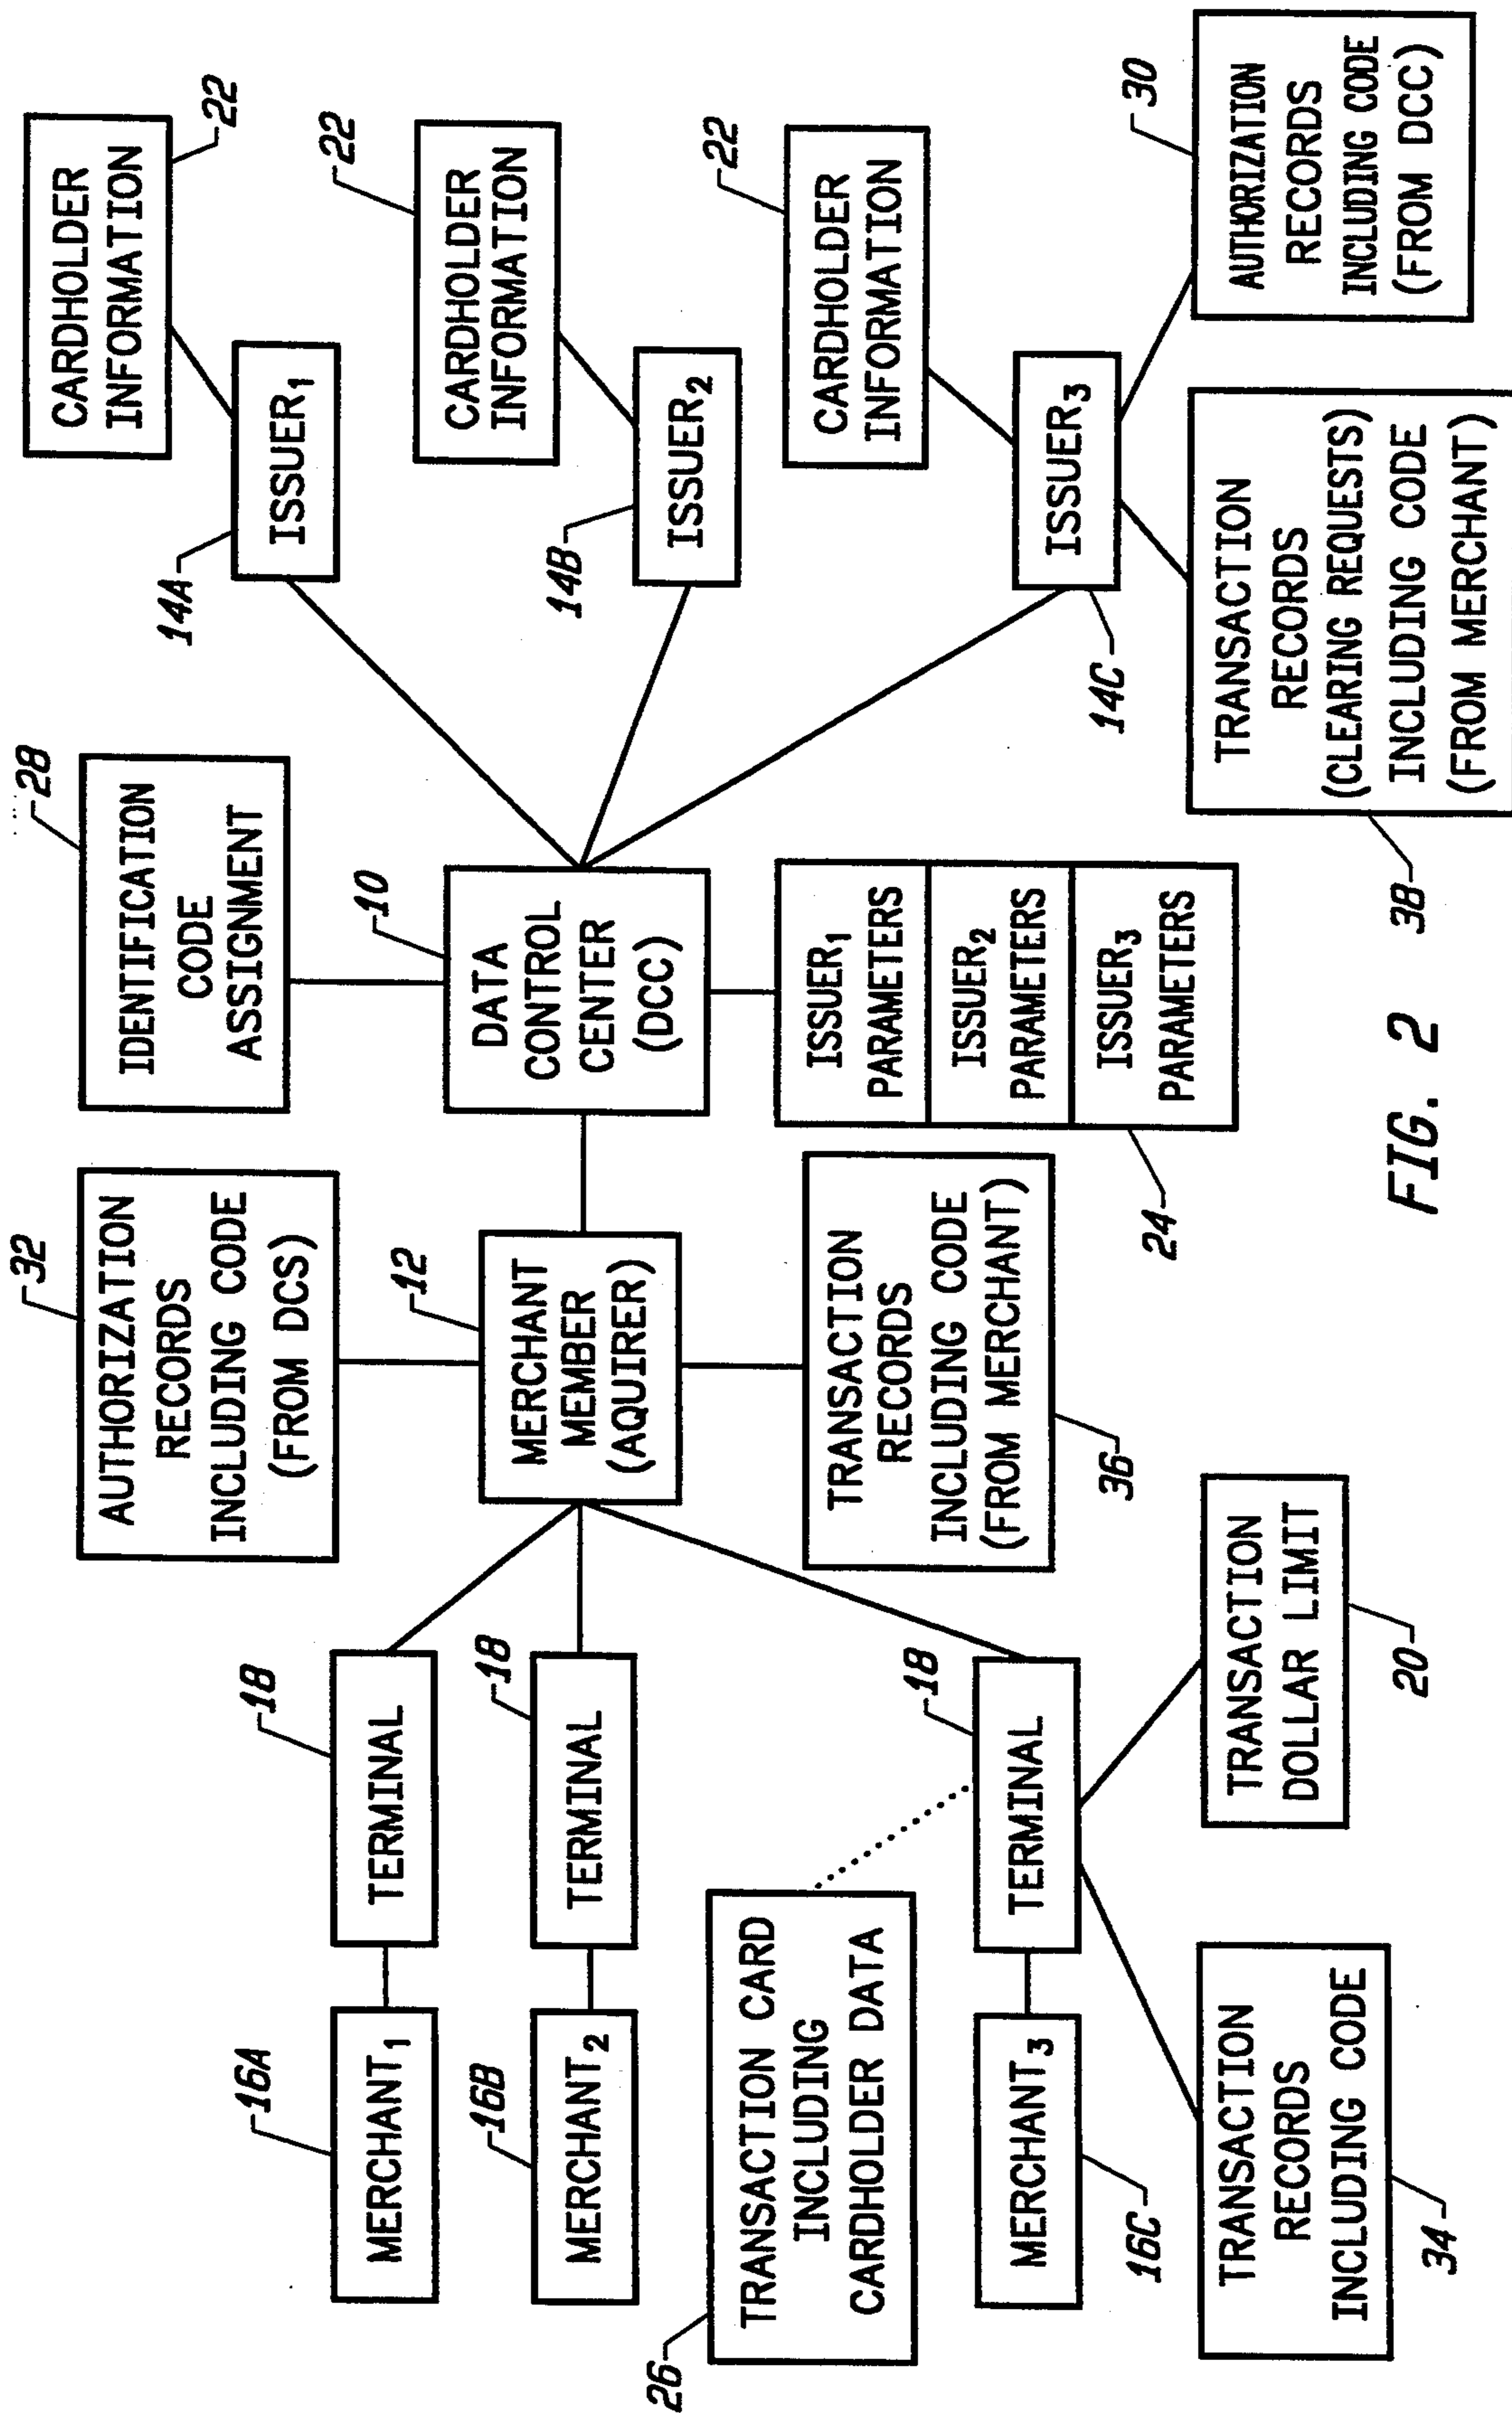 16A
MERCHANT1
18
TERMINAL
16B
MERCHANT2
18
TERMINAL
26
TRANSACTION CARD
INCLUDING
CARDHOLDER DATA
MERCHANT3
16C
18
TERMINAL
TRANSACTION
RECORDS
INCLUDING CODE
34
TRANSACTION
DOLLAR LIMIT
20
32
AUTHORIZATION
RECORDS
INCLUDING CODE
(FROM DCS)
12
MERCHANT
MEMBER
(AQUIRER)
TRANSACTION
RECORDS
INCLUDING CODE
(FROM MERCHANT)
36
28
IDENTIFICATION
CODE
ASSIGNMENT
10
DATA
CONTROL
CENTER
(DCC)
ISSUER1
PARAMETERS
ISSUER2
PARAMETERS
ISSUER3
PARAMETERS
24
CARDHOLDER
INFORMATION
22
14A
ISSUER1
22
CARDHOLDER
INFORMATION
14B
ISSUER2
22
CARDHOLDER
INFORMATION
ISSUER3
14C
TRANSACTION
RECORDS
(CLEARING REQUESTS)
INCLUDING CODE
(FROM MERCHANT)
38
30
AUTHORIZATION
RECORDS
INCLUDING CODE
(FROM DCC)
FIG. 2